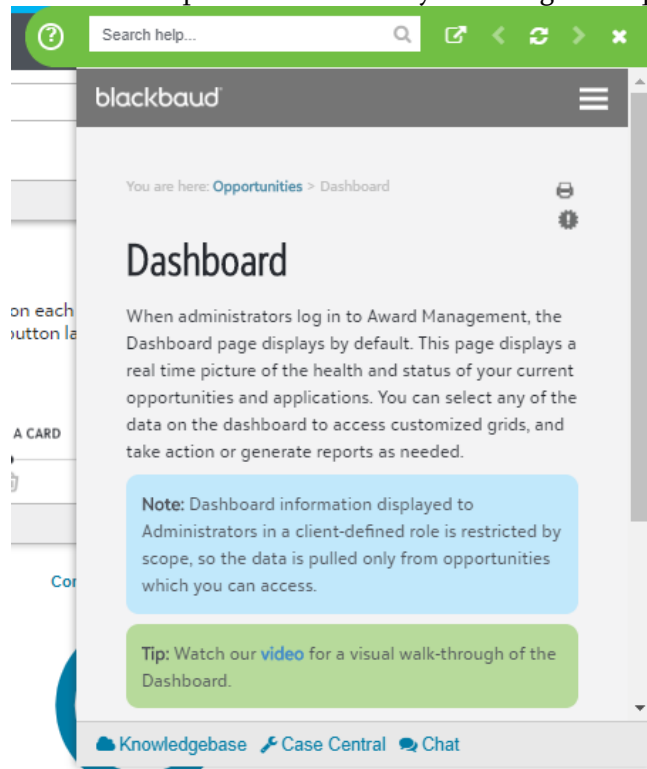 Search help...
blackbaud
You are here: Opportunities > Dashboard
Dashboard
on each
button la
When administrators log in to Award Management, the
Dashboard page displays by default. This page displays a
real time picture of the health and status of your current
opportunities and applications. You can select any of the
data on the dashboard to access customized grids, and
take action or generate reports as needed.
A CARD
Note: Dashboard information displayed to
Administrators in a client-defined role is restricted by
scope, so the data is pulled only from opportunities
which you can access.
Tip: Watch our video for a visual walk-through of the
Dashboard.
Knowledgebase Case Central Chat